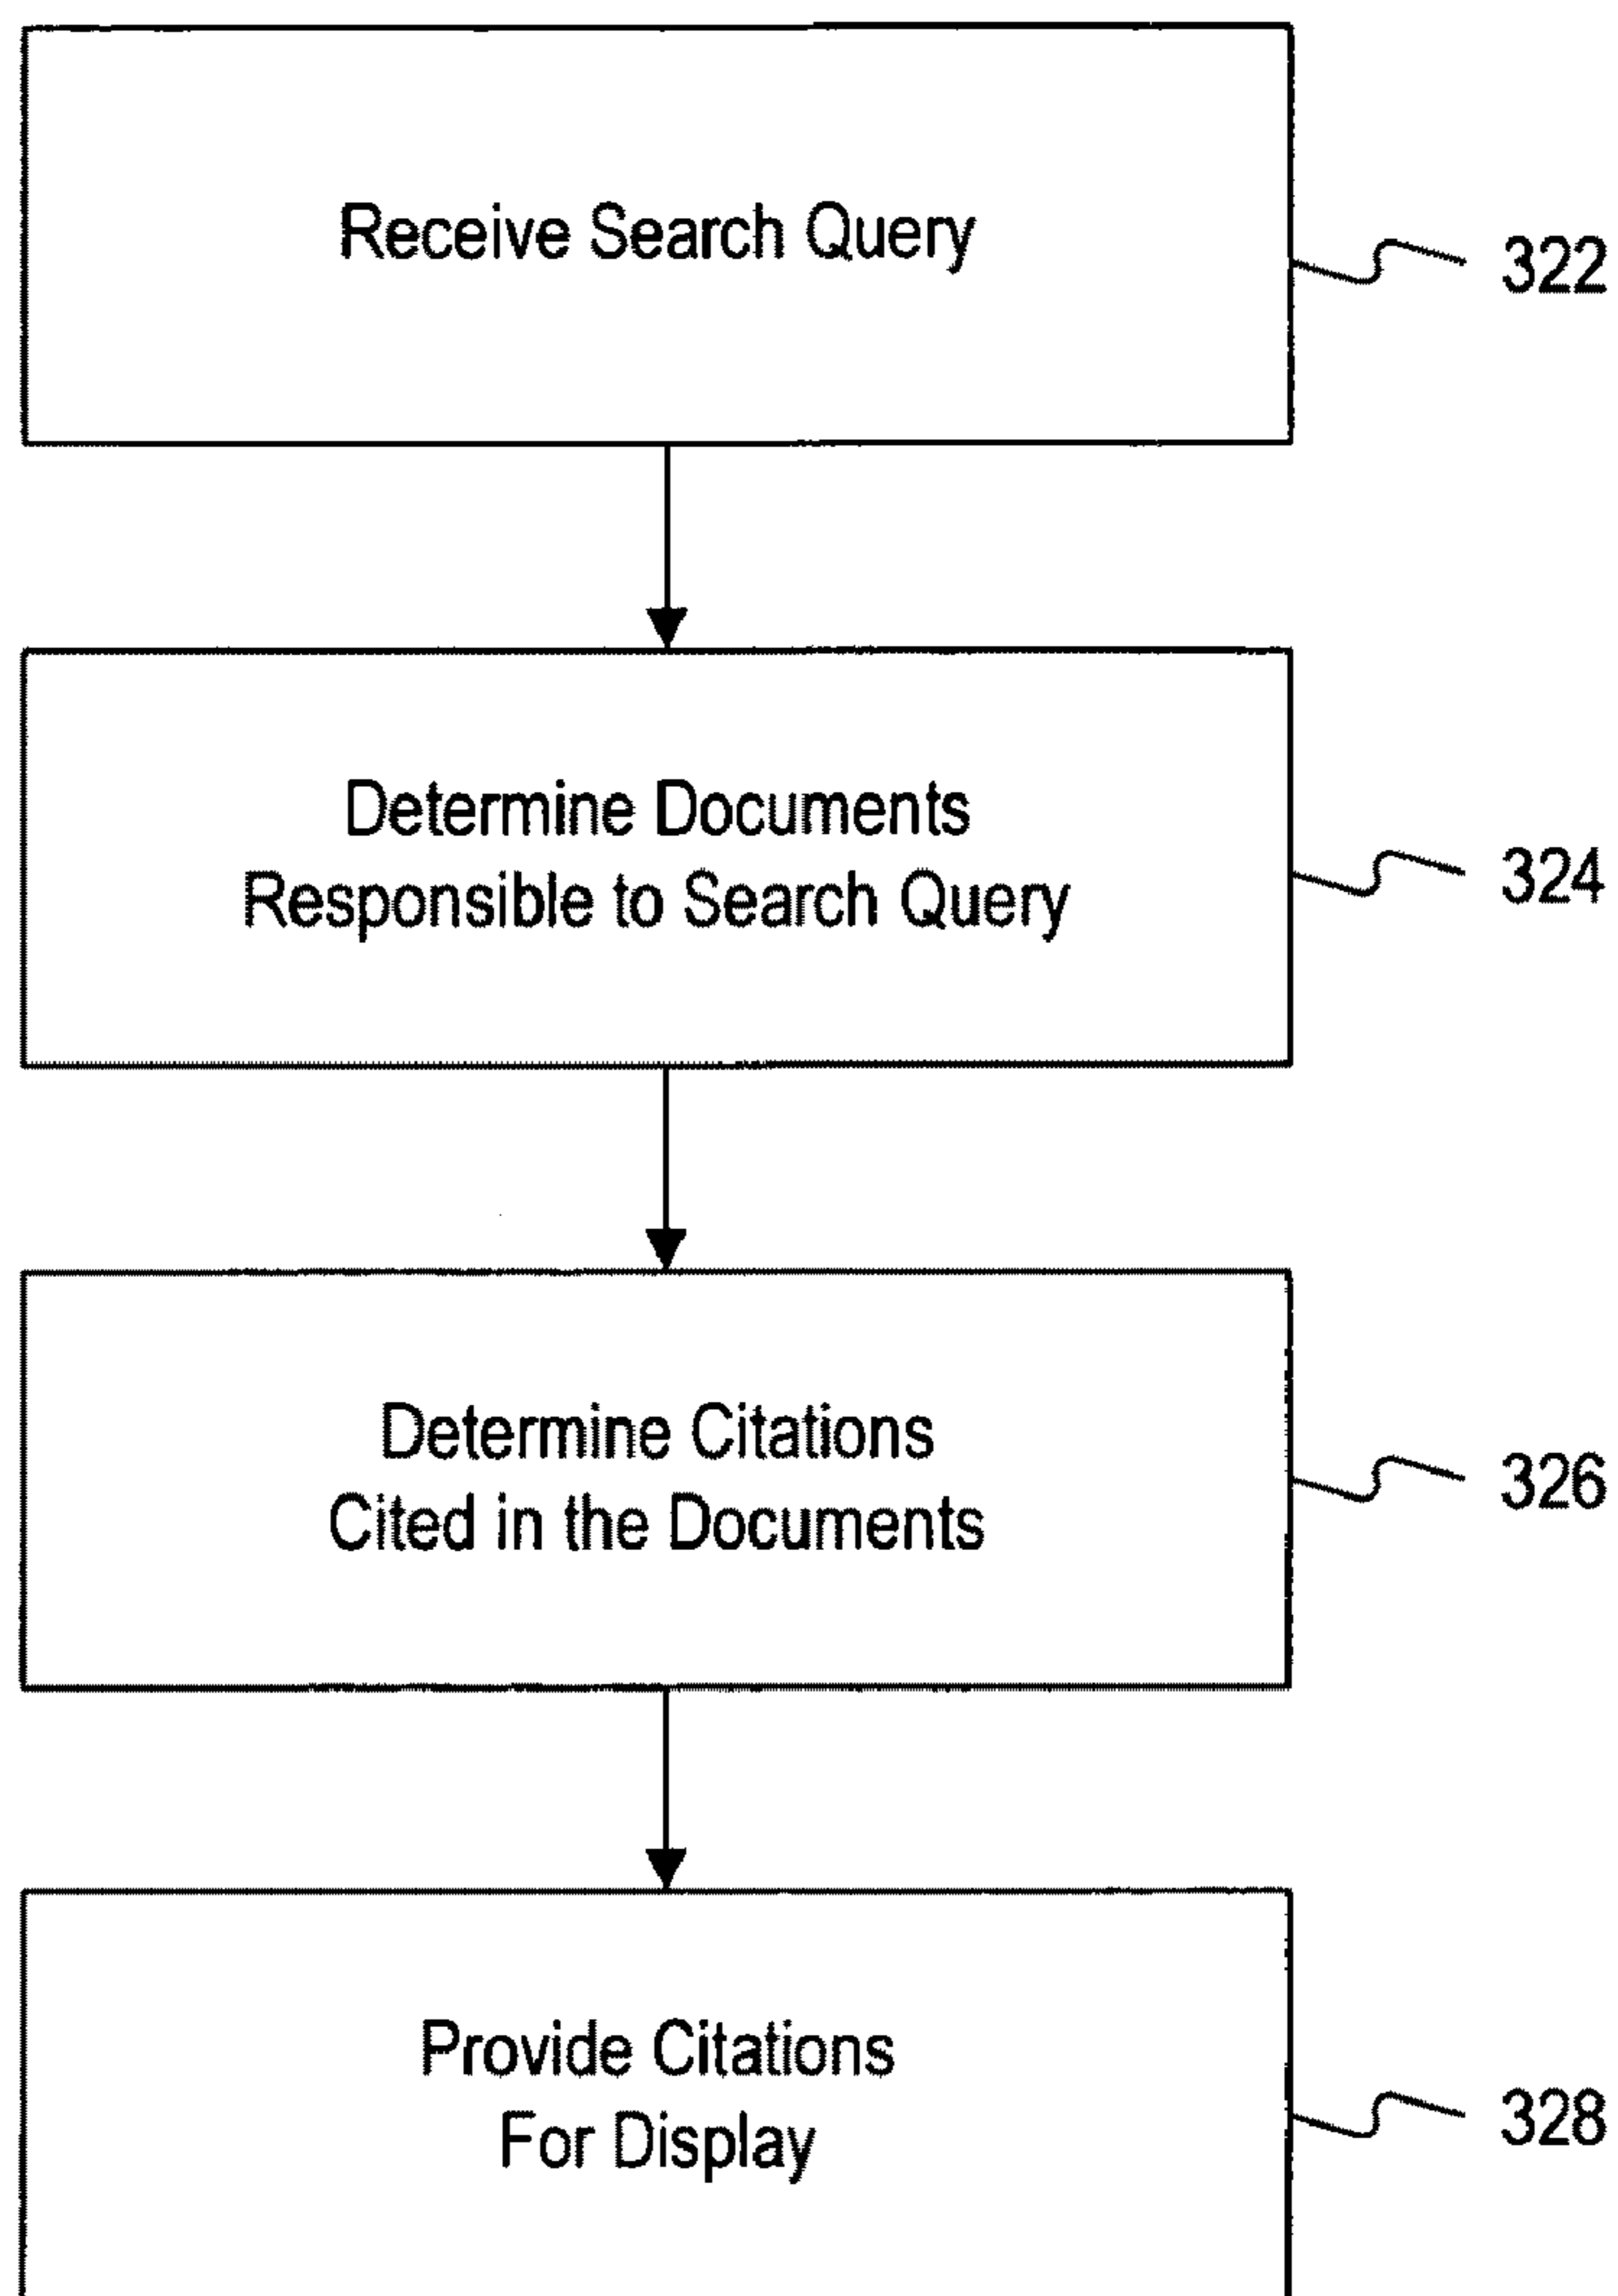 Receive Search Query
322
Determine Documents
Responsible to Search Query
324
Determine Citations
Cited in the Documents
326
Provide Citations
For Display
328